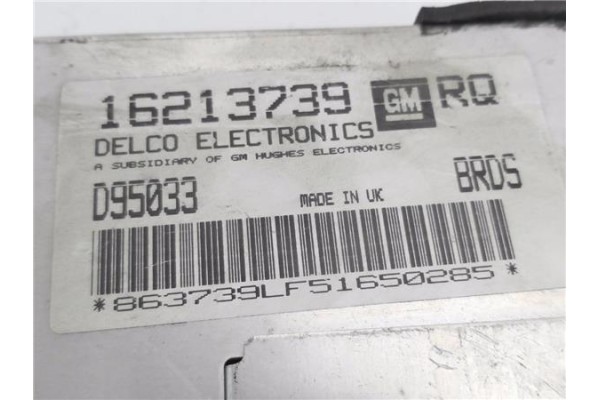 16213739 GM RQ
DELCO ELECTRONICS
A SUBSIDIARY OF GM HUGHES ELECTRONICS
D95033 MADE IN UK BRDS
*863739LF51650285*